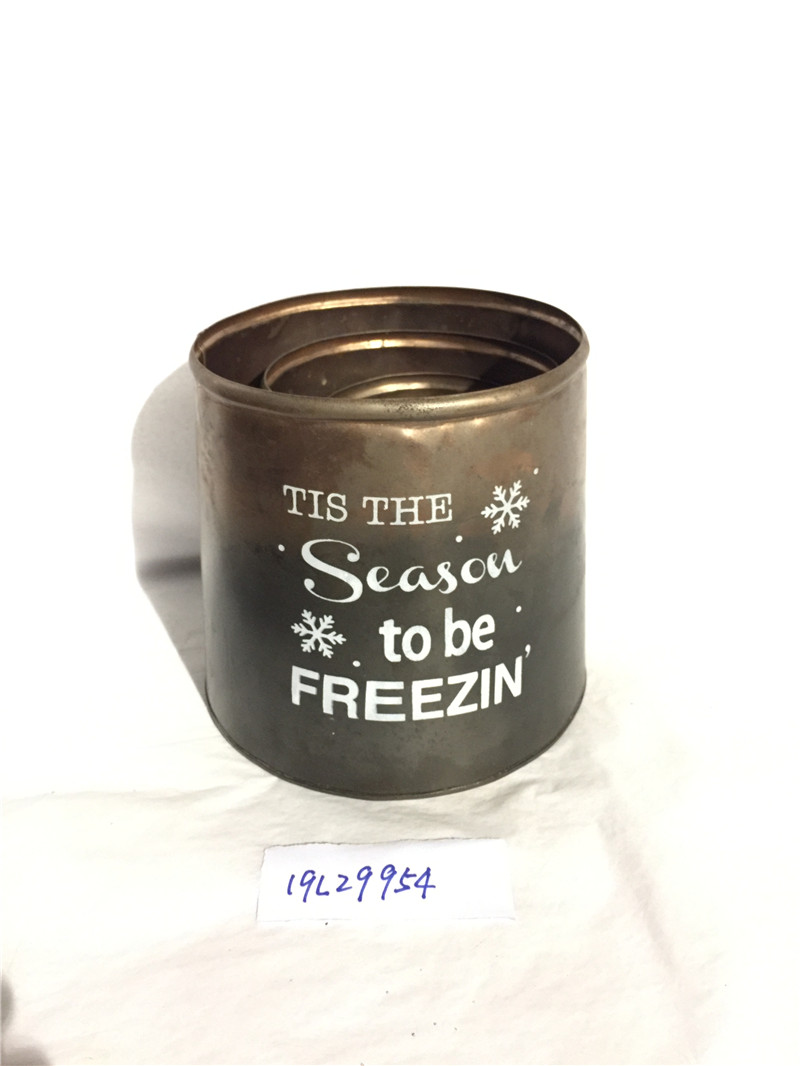 TIS THE
Season
to be
FREEZIN'
19L29954